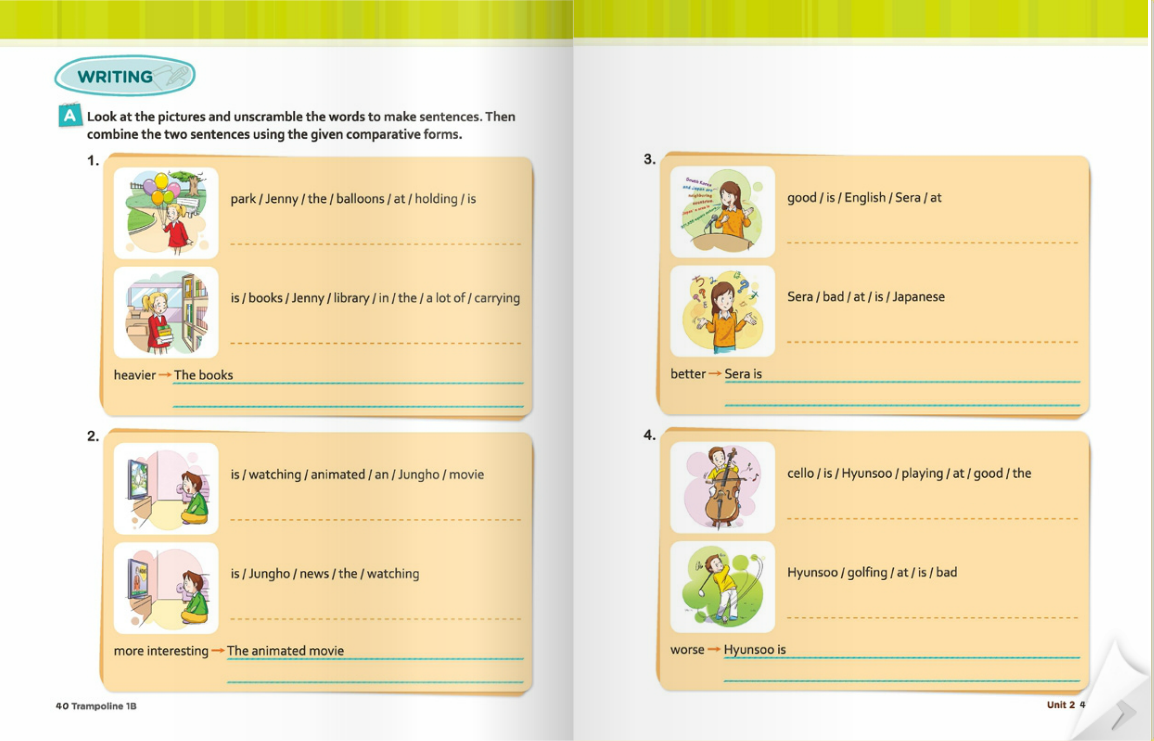 WRITING
A Look at the pictures and unscramble the words to make sentences. Then
combine the two sentences using the given comparative forms.
1.
park / Jenny / the / balloons / at / holding / is
is / books / Jenny / library / in / the / a lot of / carrying
heavier → The books
2.
is / watching / animated / an / Jungho / movie
is / Jungho / news / the / watching
more interesting → The animated movie
40 Trampoline 1B
3.
good / is / English / Sera / at
Sera / bad / at / is / Japanese
better → Sera is
4.
cello / is / Hyunsoo / playing / at / good / the
Hyunsoo / golfing / at / is / bad
worse → Hyunsoo is
Unit 2 4